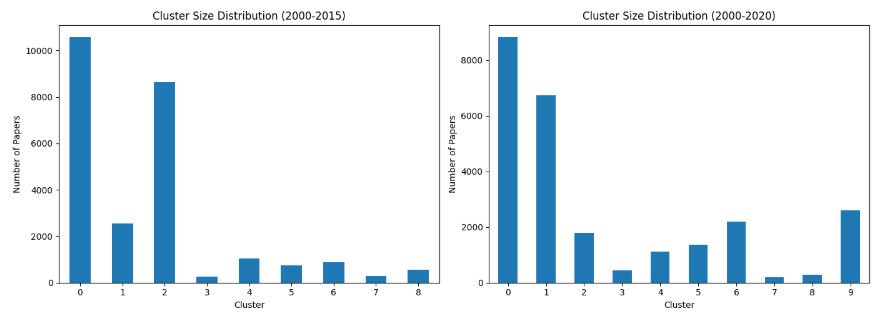 Cluster Size Distribution (2000-2015)
Number of Papers
10000
8000
6000
4000
2000
0
0 1 2 3 4 5 6 7 8
Cluster
Cluster Size Distribution (2000-2020)
Number of Papers
8000
6000
4000
2000
0
0 1 2 3 4 5 6 7 8 9
Cluster